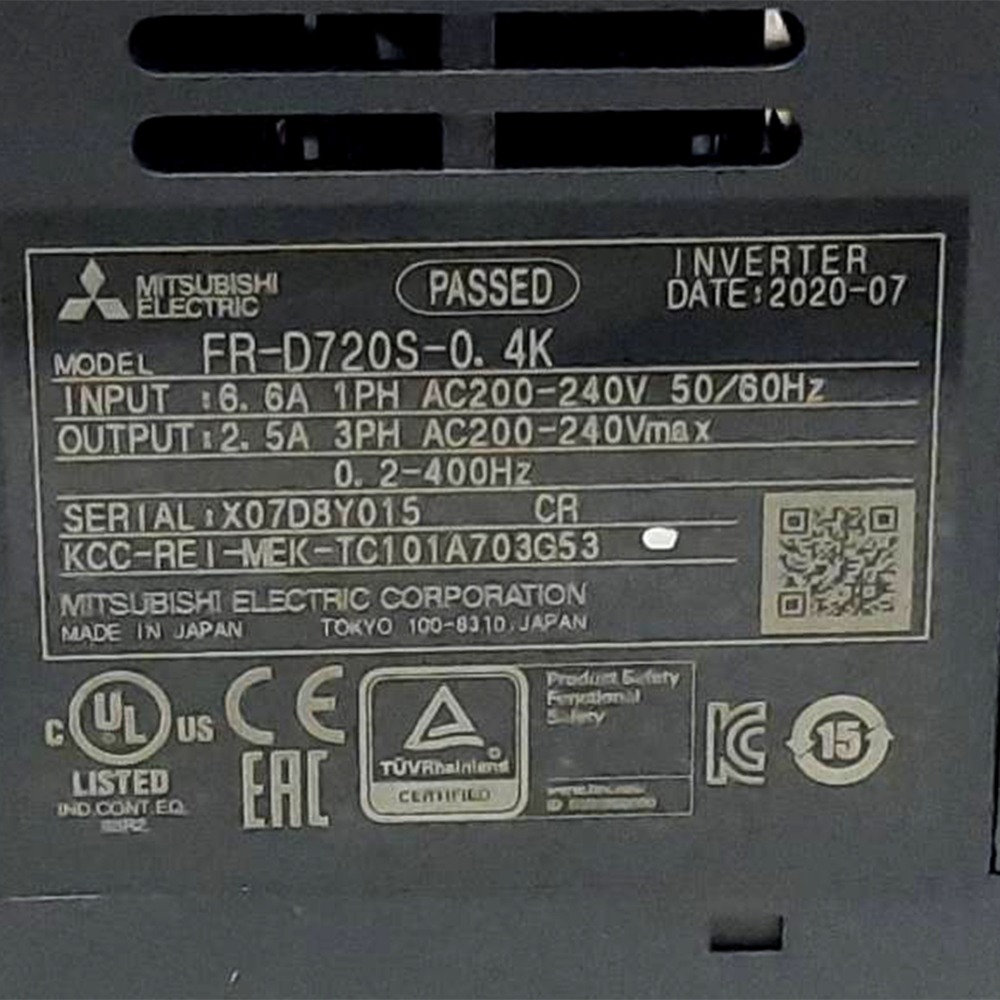 MITSUBISHI
ELECTRIC
PASSED
INVERTER
DATE:2020-07
MODEL FR-D720S-0.4K
INPUT :6.6A 1PH AC200-240V 50/60Hz
OUTPUT:2.5A 3PH AC200-240Vmax
0.2-400Hz
SERIAL:X07D8Y015 CR
KCC-REI-MEK-TC101A703G53
MITSUBISHI ELECTRIC CORPORATION
MADE IN JAPAN TOKYO 100-8310, JAPAN
C UL US
LISTED
IND.CONT.EQ.
CE
EAC
TÜVRheinland
CERTIFIED
Product Safety
Functional
Safety
KC
15